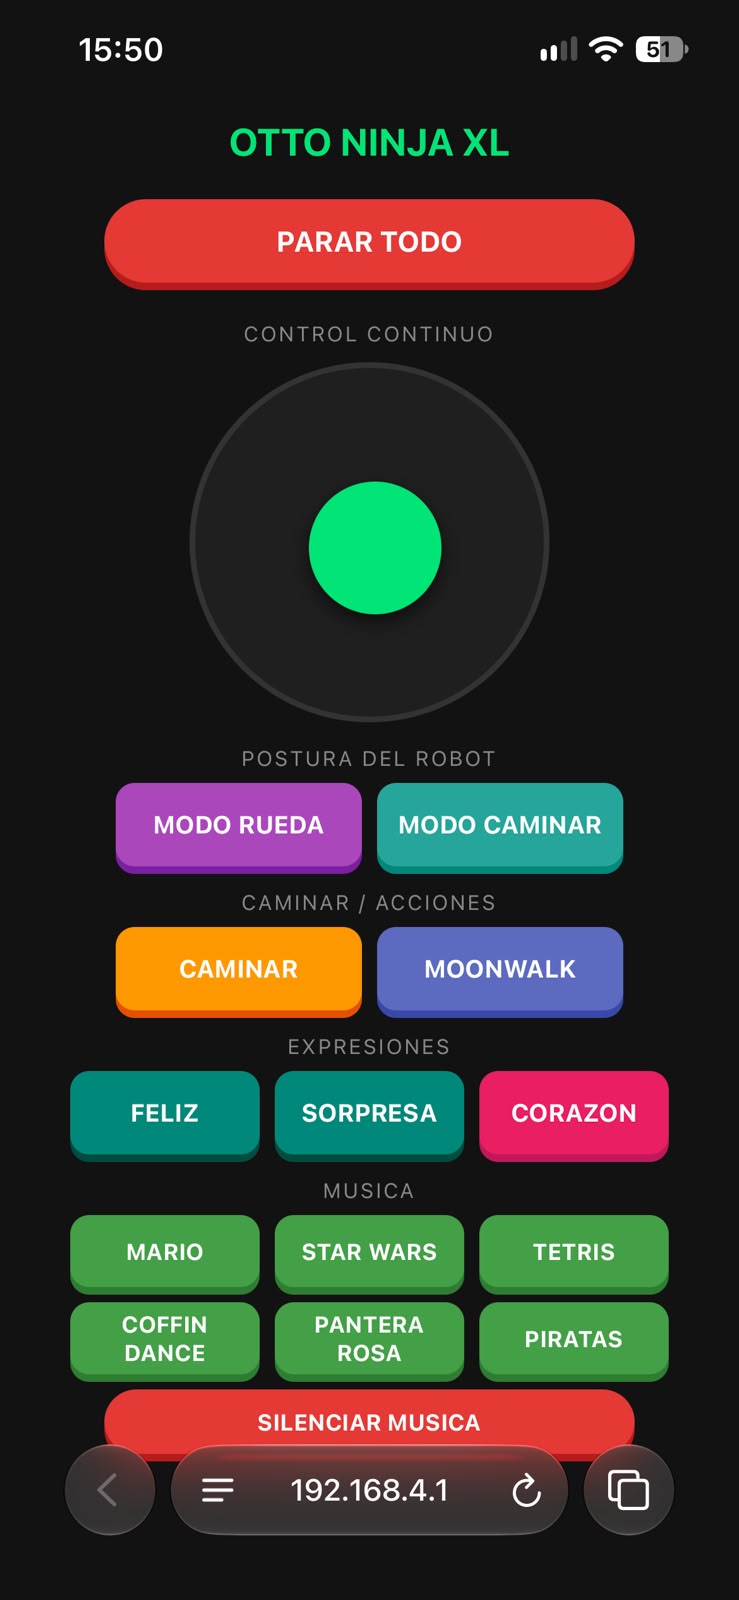 15:50
51
OTTO NINJA XL
PARAR TODO
CONTROL CONTINUO
POSTURA DEL ROBOT
MODO RUEDA
MODO CAMINAR
CAMINAR / ACCIONES
CAMINAR
MOONWALK
EXPRESIONES
FELIZ
SORPRESA
CORAZON
MUSICA
MARIO
STAR WARS
TETRIS
COFFIN
DANCE
PANTERA
ROSA
PIRATAS
SILENCIAR MUSICA
192.168.4.1